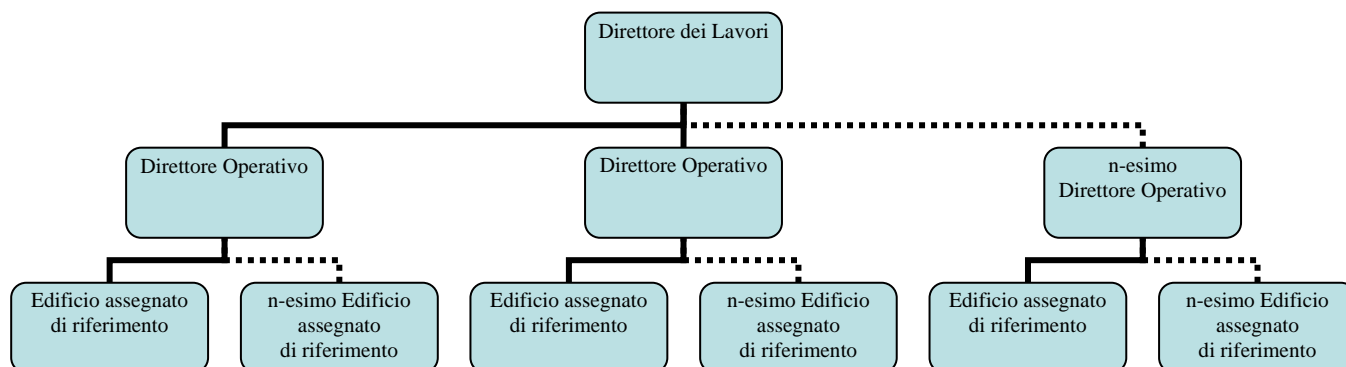 Direttore dei Lavori
Direttore Operativo
Direttore Operativo
n-esimo
Direttore Operativo
Edificio assegnato
di riferimento
n-esimo Edificio
assegnato
di riferimento
Edificio assegnato
di riferimento
n-esimo Edificio
assegnato
di riferimento
Edificio assegnato
di riferimento
n-esimo Edificio
assegnato
di riferimento